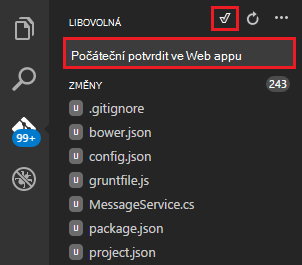 LIBOVOLNÁ
Počáteční potvrdit ve Web appu
ZMĚNY 243
U .gitignore
U bower.json
99+ U config.json
U gruntfile.js
U MessageService.cs
U package.json
U project.json